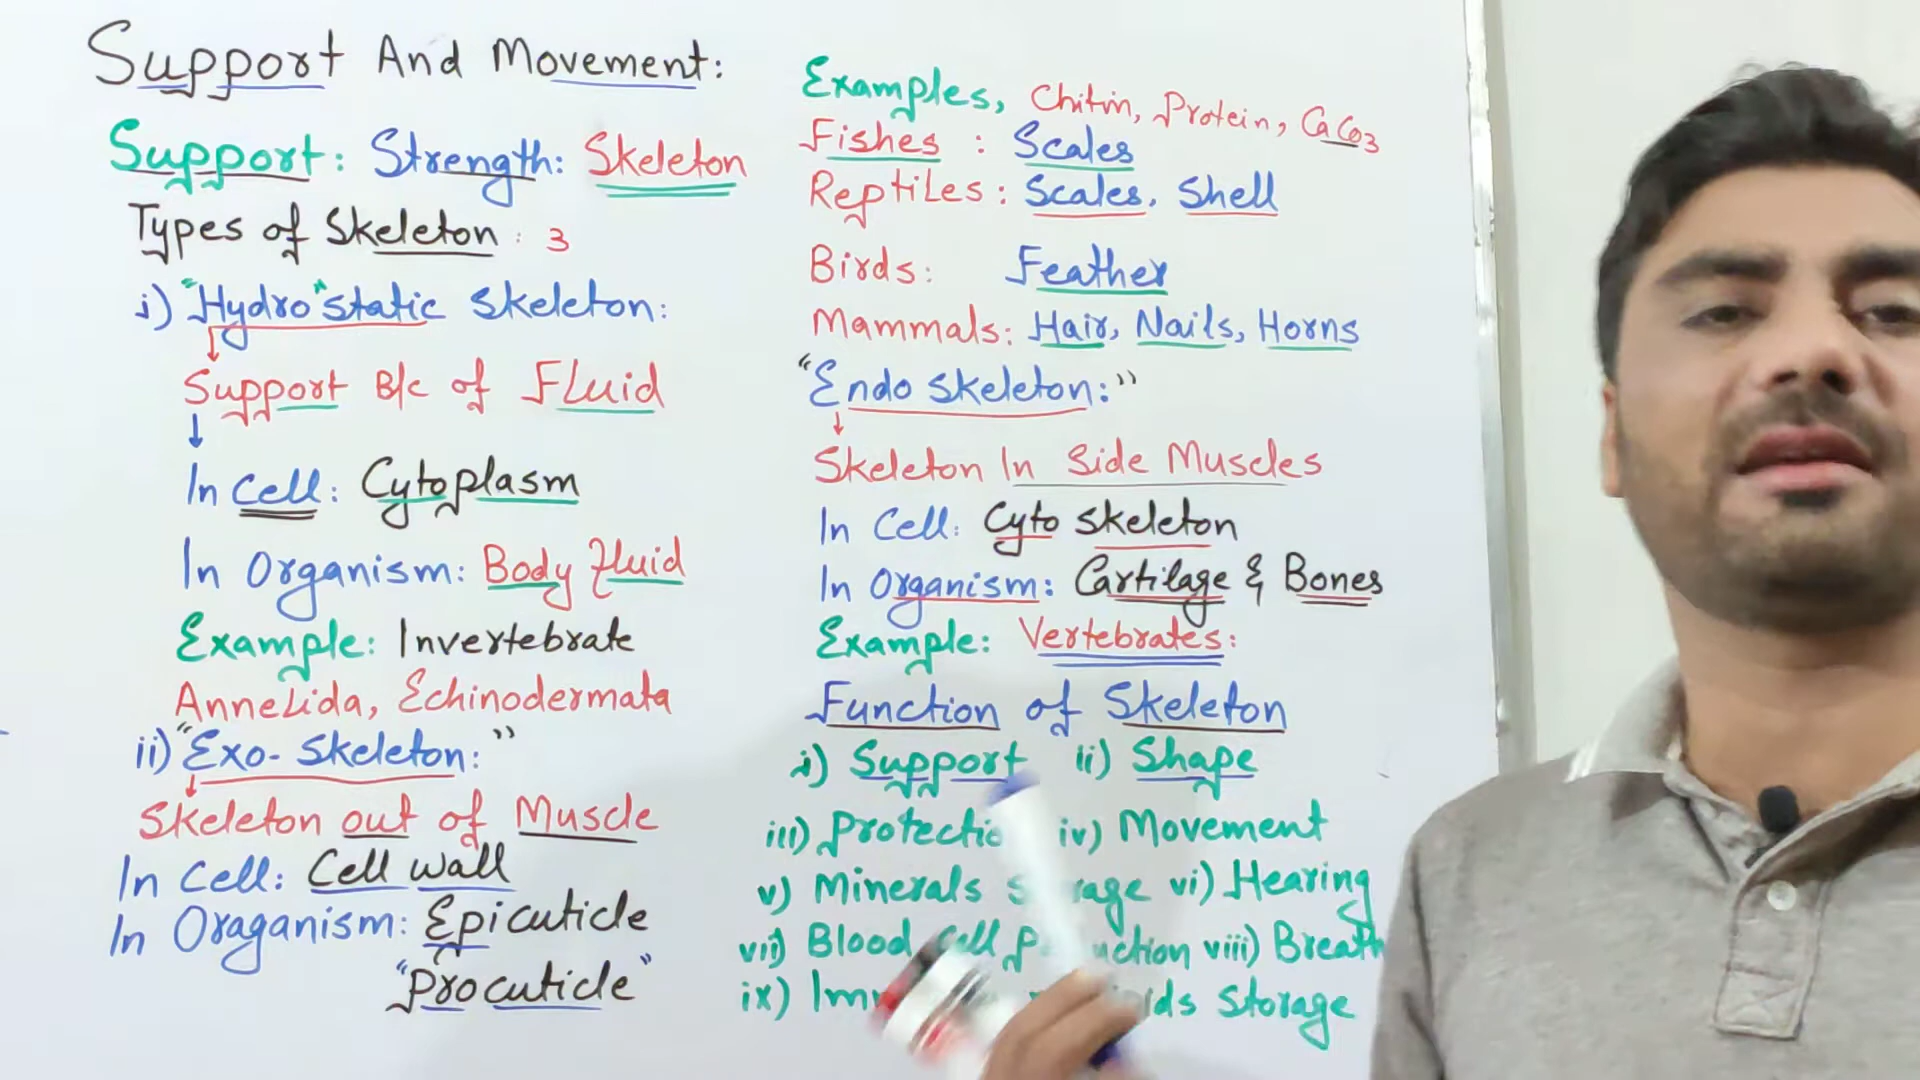 Support And Movement:
Support: Strength: Skeleton
Types of Skeleton: 3
i) "Hydro"static Skeleton:
Support B/c of Fluid
In Cell: Cytoplasm
In Organism: Body fluid
Example: Invertebrate
Annelida, Echinodermata
ii) "Exo-Skeleton:"
Skeleton out of Muscle
In Cell: Cell wall
In Oraganism: Epicuticle
"Procuticle"
Examples, Chitin, Protein, CaCo3
Fishes: Scales
Reptiles: Scales, Shell
Birds: Feather
Mammals: Hair, Nails, Horns
"Endo Skeleton:"
Skeleton In Side Muscles
In Cell: Cyto skeleton
In Organism: Cartilage & Bones
Example: Vertebrates:
Function of Skeleton
i) Support ii) Shape
iii) iv) Movement
v) Minerals vi) Hearing
vii) Blood Cell viii)
ix) Storage